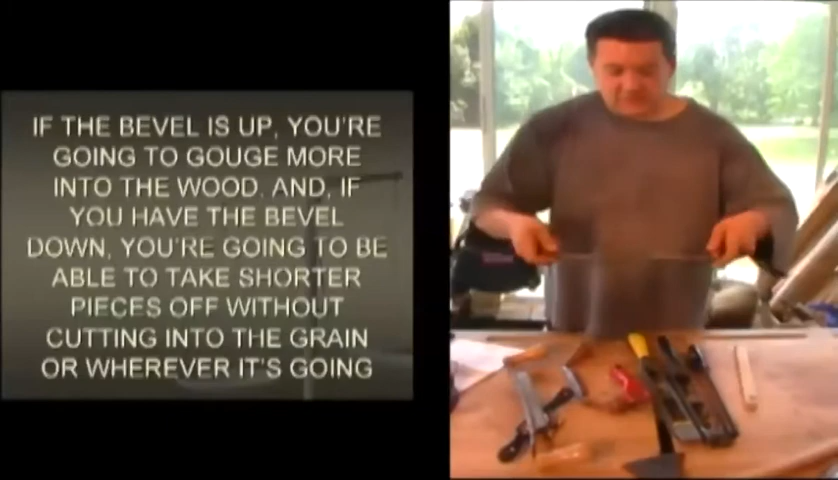 IF THE BEVEL IS UP, YOU'RE
GOING TO GOUGE MORE
INTO THE WOOD. AND, IF
YOU HAVE THE BEVEL
DOWN, YOU'RE GOING TO BE
ABLE TO TAKE SHORTER
PIECES OFF WITHOUT
CUTTING INTO THE GRAIN
OR WHEREVER IT'S GOING